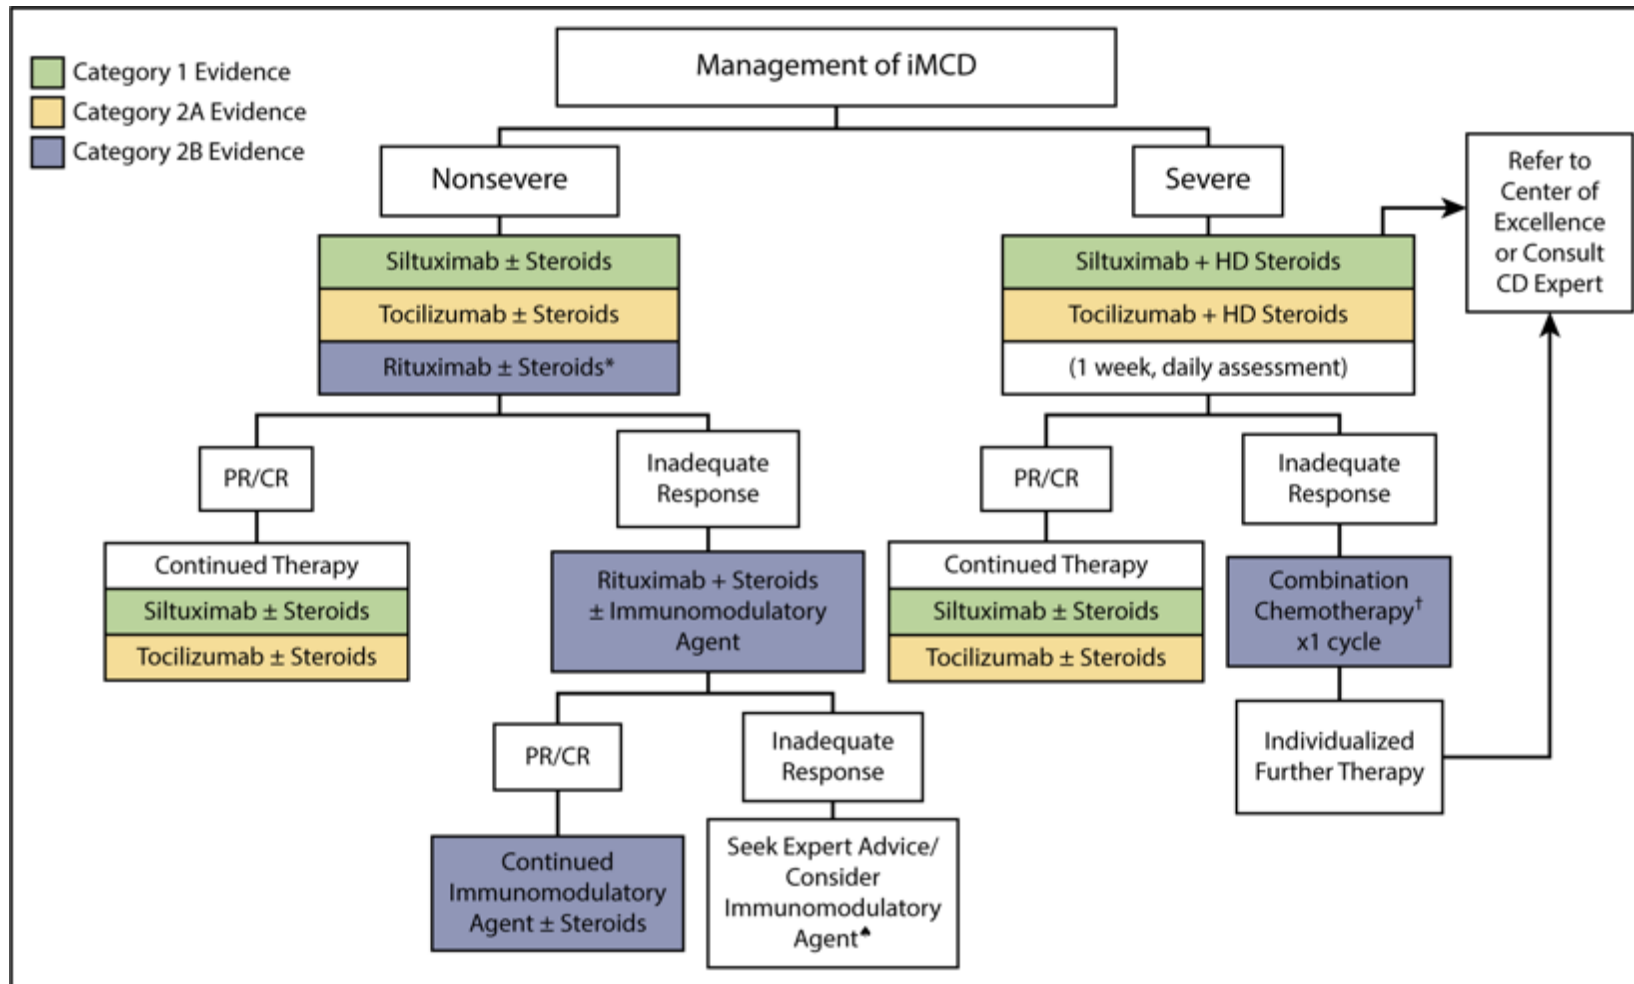 Management of iMCD
Category 1 Evidence
Category 2A Evidence
Category 2B Evidence
Nonsevere
Siltuximab ± Steroids
Tocilizumab ± Steroids
Rituximab ± Steroids*
PR/CR
Continued Therapy
Siltuximab ± Steroids
Tocilizumab ± Steroids
Inadequate
Response
Rituximab + Steroids
± Immunomodulatory
Agent
PR/CR
Continued
Immunomodulatory
Agent ± Steroids
Inadequate
Response
Seek Expert Advice/
Consider
Immunomodulatory
Agent♠
Severe
Siltuximab + HD Steroids
Tocilizumab + HD Steroids
(1 week, daily assessment)
PR/CR
Continued Therapy
Siltuximab ± Steroids
Tocilizumab ± Steroids
Inadequate
Response
Combination
Chemotherapy†
x1 cycle
Individualized
Further Therapy
Refer to
Center of
Excellence
or Consult
CD Expert